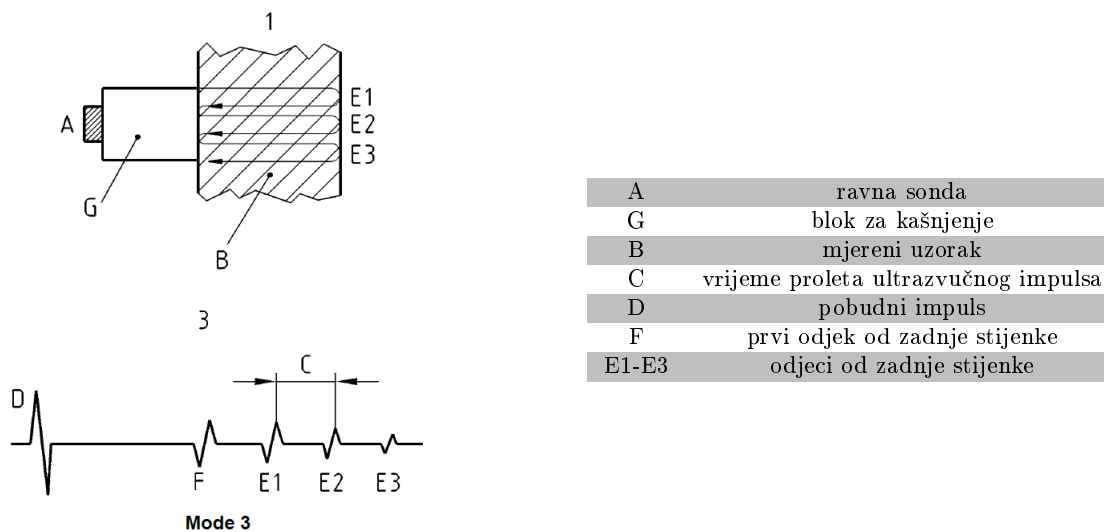 1
A
E1
E2
E3
G
B
3
C
D
F E1 E2 E3
Mode 3
A ravna sonda
G blok za kašnjenje
B mjereni uzorak
C vrijeme proleta ultrazvučnog impulsa
D pobudni impuls
F prvi odjek od zadnje stijenke
E1-E3 odjeci od zadnje stijenke